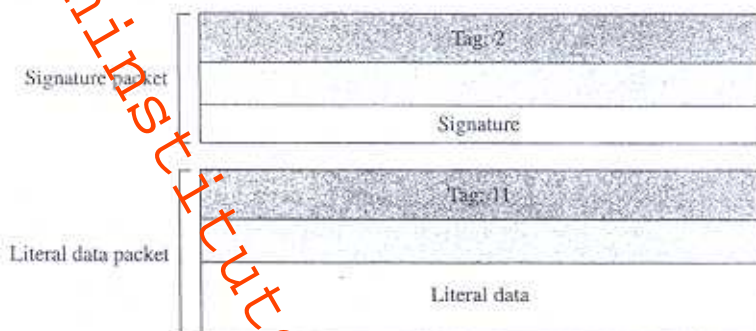 Tag: 2
Signature packet
Signature
Tag: 11
Literal data packet
Literal data